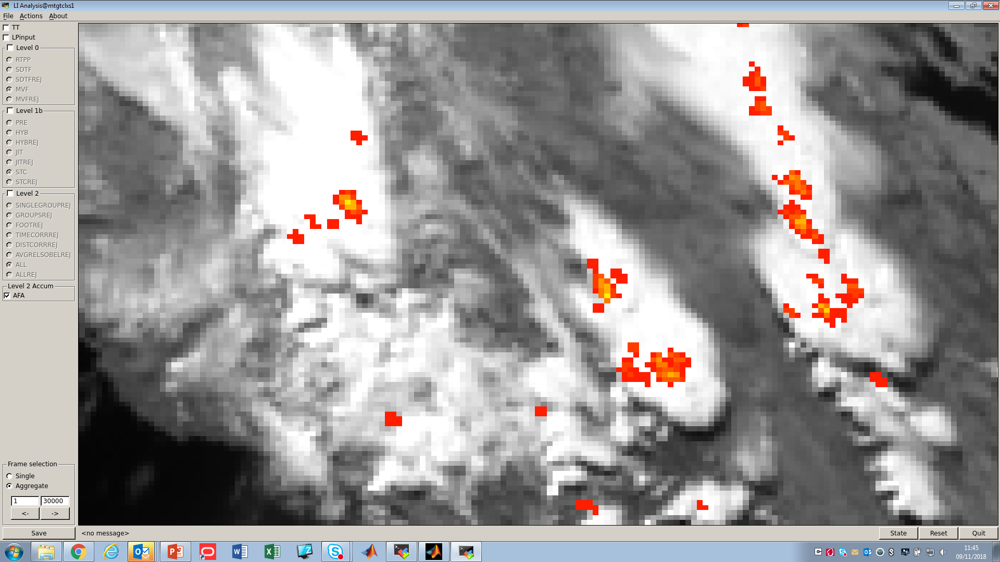 LI Analysis@mtgtclxs1
File Actions About
TT
LPinput
Level 0
RTPP
SDTF
SDTFREJ
MVF
MVFREJ
Level 1b
PRE
HYB
HYBREJ
JIT
JITREJ
STC
STCREJ
Level 2
SINGLEGROUPREJ
GROUPSREJ
FOOTREJ
TIMECORRREJ
DISTCORRREJ
AVGRELSOBELREJ
ALL
ALLREJ
Level 2 Accum
AFA
Frame selection
Single
Aggregate
1 30000
<- ->
Save <no message> State Reset Quit
11:45
09/11/2018